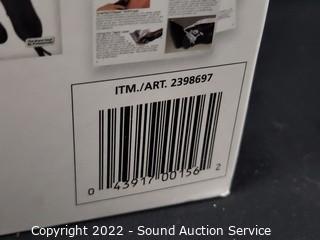 ITM./ART. 2398697
0 43917 00156 2
Copyright 2022 - Sound Auction Service